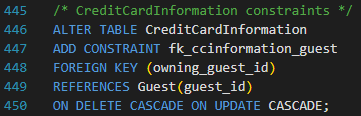 445 /* CreditCardInformation constraints */
446 ALTER TABLE CreditCardInformation
447 ADD CONSTRAINT fk_ccinformation_guest
448 FOREIGN KEY (owning_guest_id)
449 REFERENCES Guest(guest_id)
450 ON DELETE CASCADE ON UPDATE CASCADE;